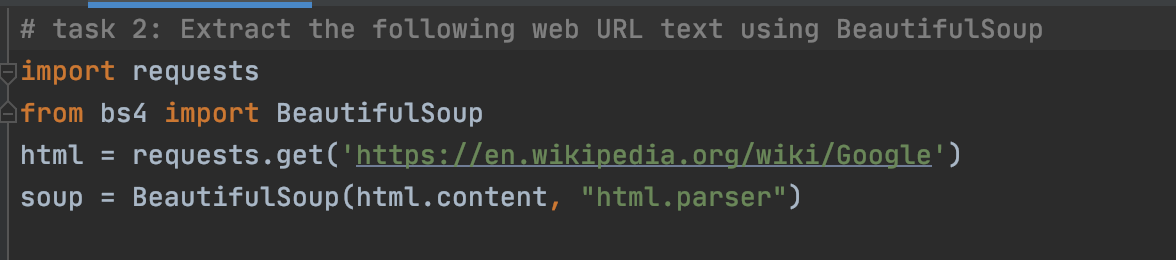 # task 2: Extract the following web URL text using BeautifulSoup
import requests
from bs4 import BeautifulSoup
html = requests.get('https://en.wikipedia.org/wiki/Google')
soup = BeautifulSoup(html.content, "html.parser")